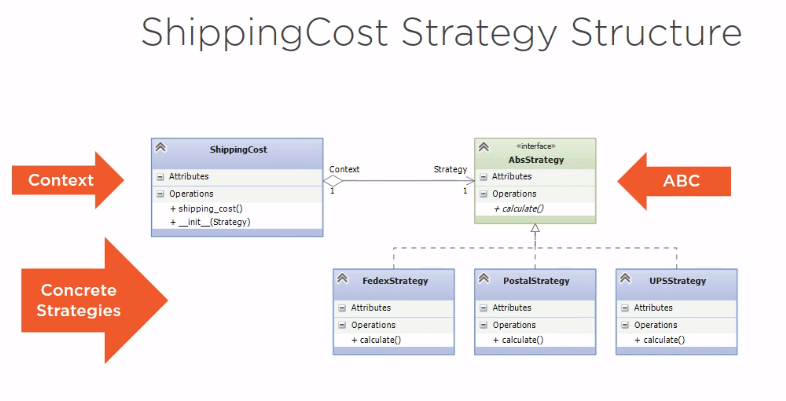 ShippingCost Strategy Structure
Context
ShippingCost
Attributes
Operations
+ shipping_cost()
+ __init__(Strategy)
Context
1
Strategy
1
«interface»
AbsStrategy
Attributes
Operations
+ calculate()
ABC
Concrete
Strategies
FedexStrategy
Attributes
Operations
+ calculate()
PostalStrategy
Attributes
Operations
+ calculate()
UPSStrategy
Attributes
Operations
+ calculate()